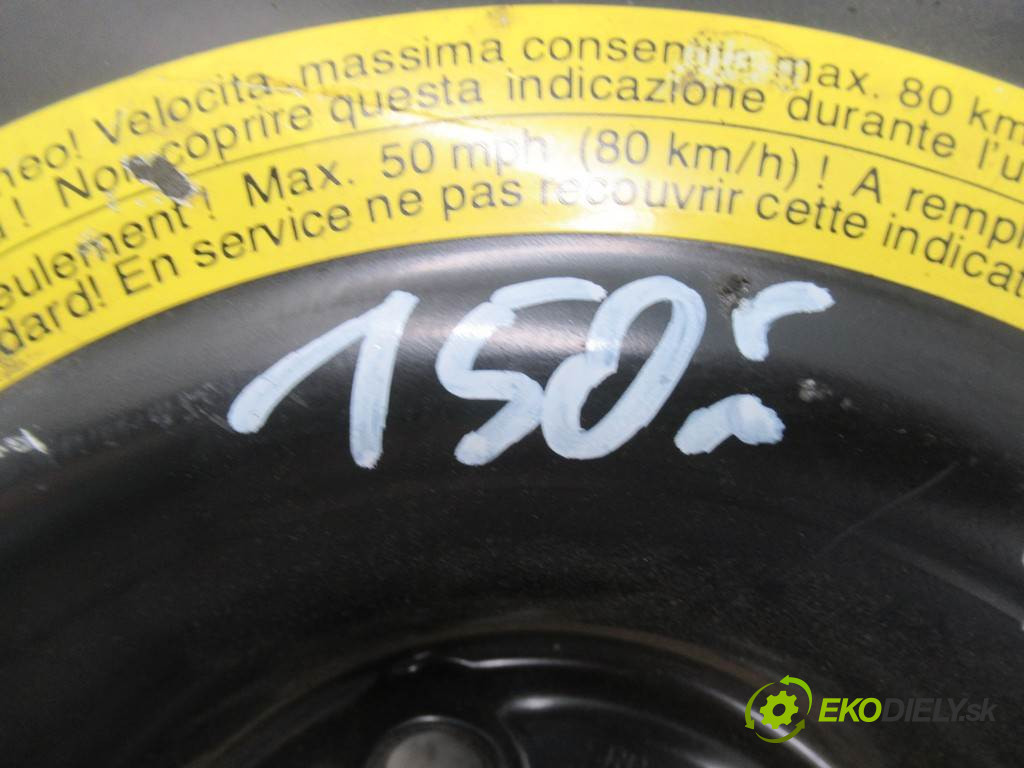 neo! Velocita massima max. 80 km
! Non coprire questa indicazione durante l'u
eulement! Max. 50 mph (80 km/h)! A rempl
dard! En service ne pas recouvrir cette indicat
150,-
EKODIELY.sk